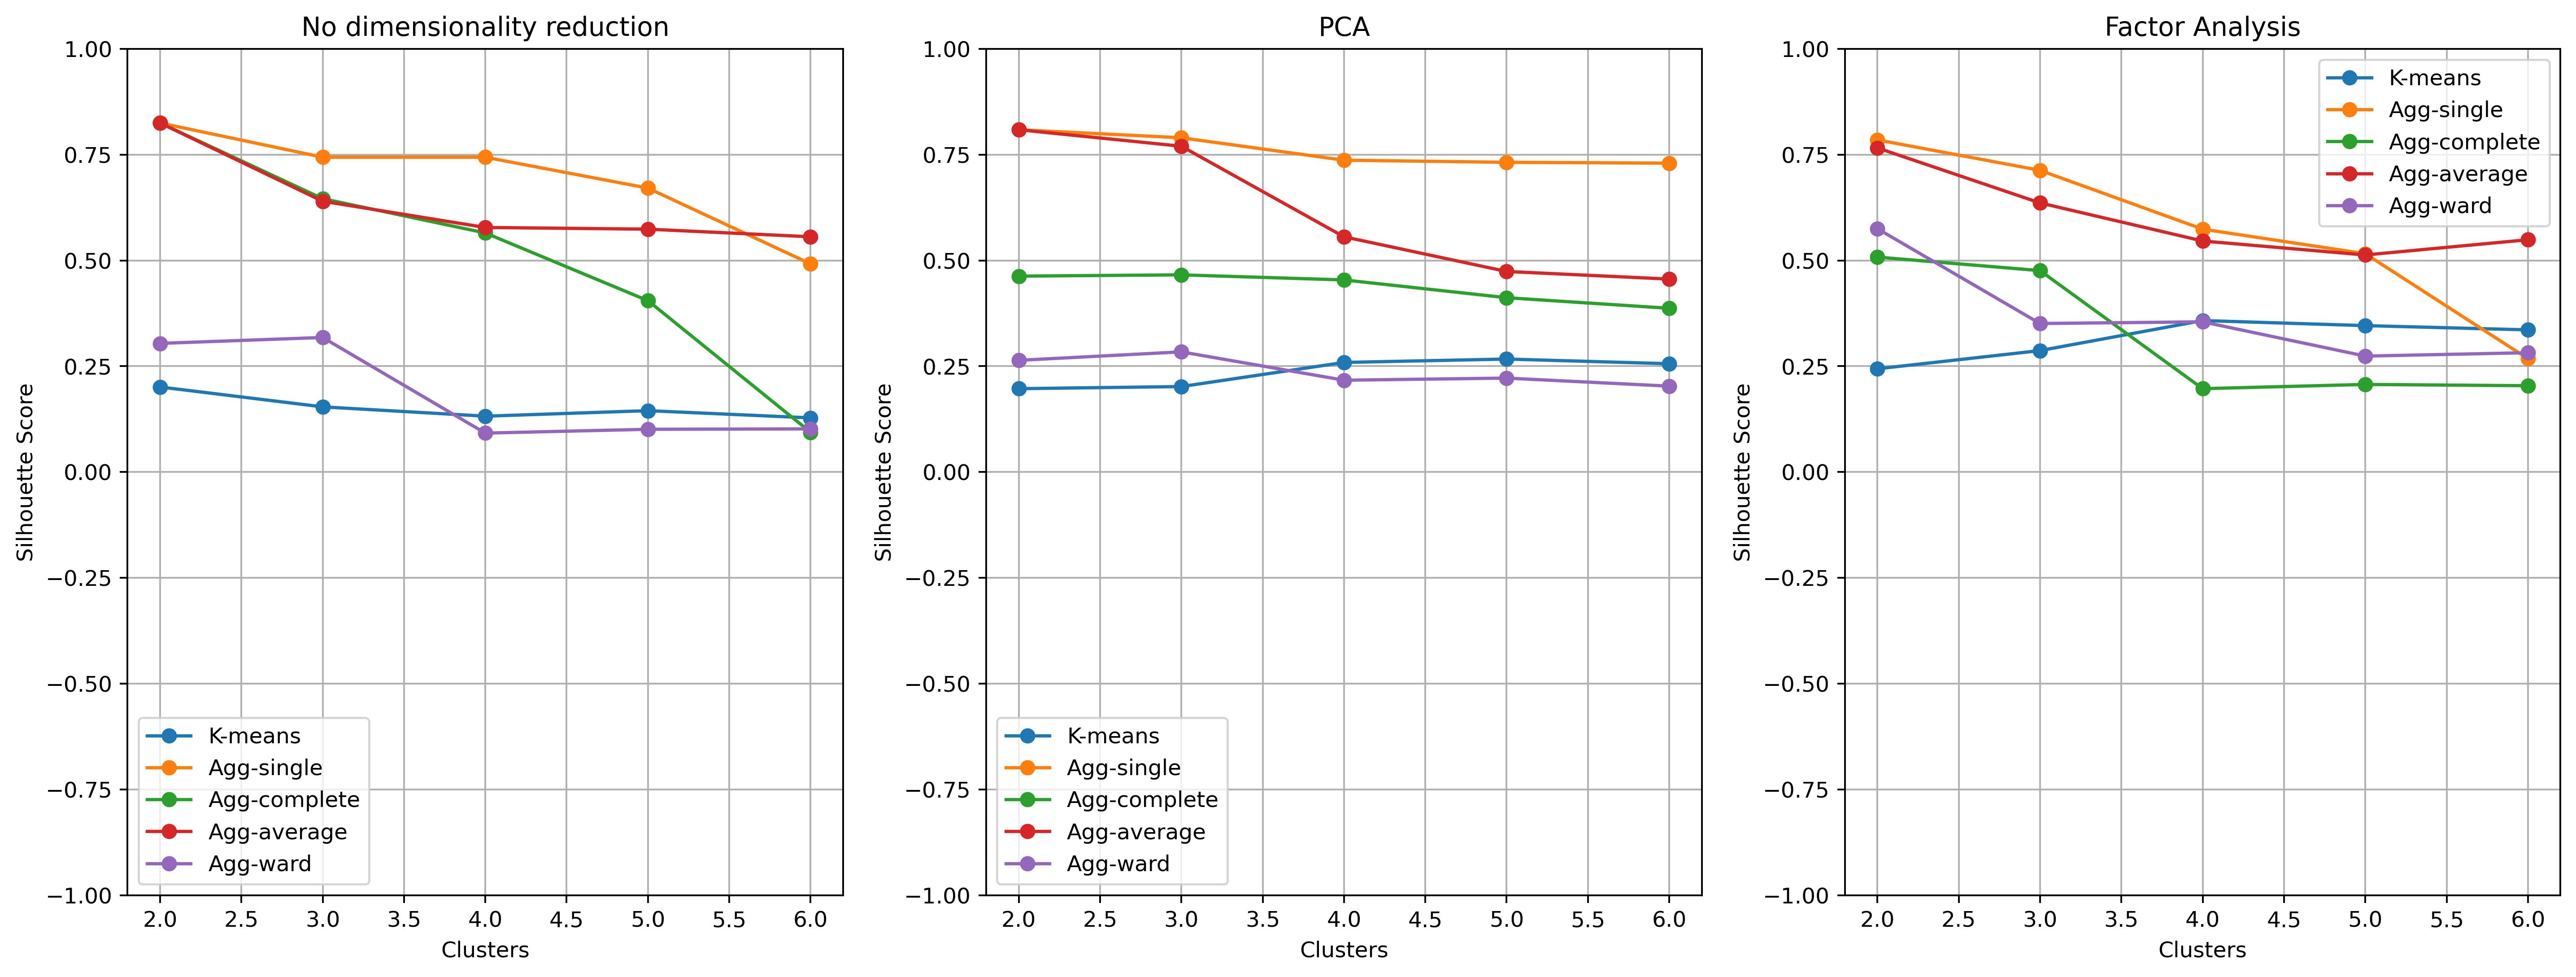 No dimensionality reduction
1.00
0.75
0.50
0.25
0.00
−0.25
−0.50
−0.75
−1.00
Silhouette Score
K-means
Agg-single
Agg-complete
Agg-average
Agg-ward
2.0 2.5 3.0 3.5 4.0 4.5 5.0 5.5 6.0
Clusters
PCA
1.00
0.75
0.50
0.25
0.00
−0.25
−0.50
−0.75
−1.00
Silhouette Score
K-means
Agg-single
Agg-complete
Agg-average
Agg-ward
2.0 2.5 3.0 3.5 4.0 4.5 5.0 5.5 6.0
Clusters
Factor Analysis
1.00
0.75
0.50
0.25
0.00
−0.25
−0.50
−0.75
−1.00
Silhouette Score
K-means
Agg-single
Agg-complete
Agg-average
Agg-ward
2.0 2.5 3.0 3.5 4.0 4.5 5.0 5.5 6.0
Clusters